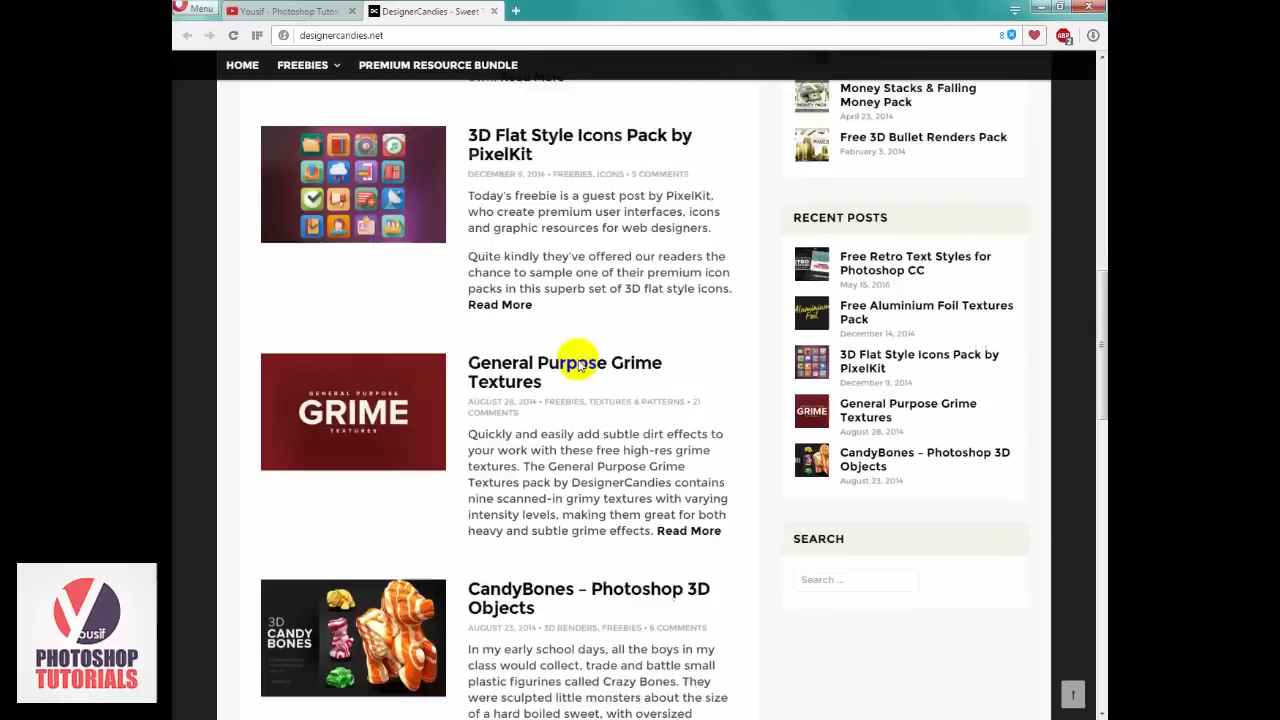 Menu
Yousif - Photoshop Tuto
DesignerCandies - Sweet
designercandies.net
8
ABP
2
HOME
FREEBIES
PREMIUM RESOURCE BUNDLE
Read More
3D Flat Style Icons Pack by
PixelKit
DECEMBER 9, 2014 • FREEBIES, ICONS • 5 COMMENTS
Today's freebie is a guest post by PixelKit,
who create premium user interfaces, icons
and graphic resources for web designers.
Quite kindly they've offered our readers the
chance to sample one of their premium icon
packs in this superb set of 3D flat style icons.
Read More
GENERAL PURPOSE
GRIME
TEXTURES
General Purpose Grime
Textures
AUGUST 28, 2014 • FREEBIES, TEXTURES & PATTERNS • 21
COMMENTS
Quickly and easily add subtle dirt effects to
your work with these free high-res grime
textures. The General Purpose Grime
Textures pack by DesignerCandies contains
nine scanned-in grimy textures with varying
intensity levels, making them great for both
heavy and subtle grime effects. Read More
3D
CANDY
BONES
CandyBones – Photoshop 3D
Objects
AUGUST 23, 2014 • 3D RENDERS, FREEBIES • 6 COMMENTS
In my early school days, all the boys in my
class would collect, trade and battle small
plastic figurines called Crazy Bones. They
were sculpted little monsters about the size
of a hard boiled sweet, with oversized
Money Stacks & Falling
Money Pack
April 23, 2014
Free 3D Bullet Renders Pack
February 3, 2014
RECENT POSTS
Free Retro Text Styles for
Photoshop CC
May 15, 2016
Aluminium
Foil
Free Aluminium Foil Textures
Pack
December 14, 2014
3D Flat Style Icons Pack by
PixelKit
December 9, 2014
GRIME
General Purpose Grime
Textures
August 28, 2014
CandyBones – Photoshop 3D
Objects
August 23, 2014
SEARCH
Search ...
yousif
PHOTOSHOP
TUTORIALS